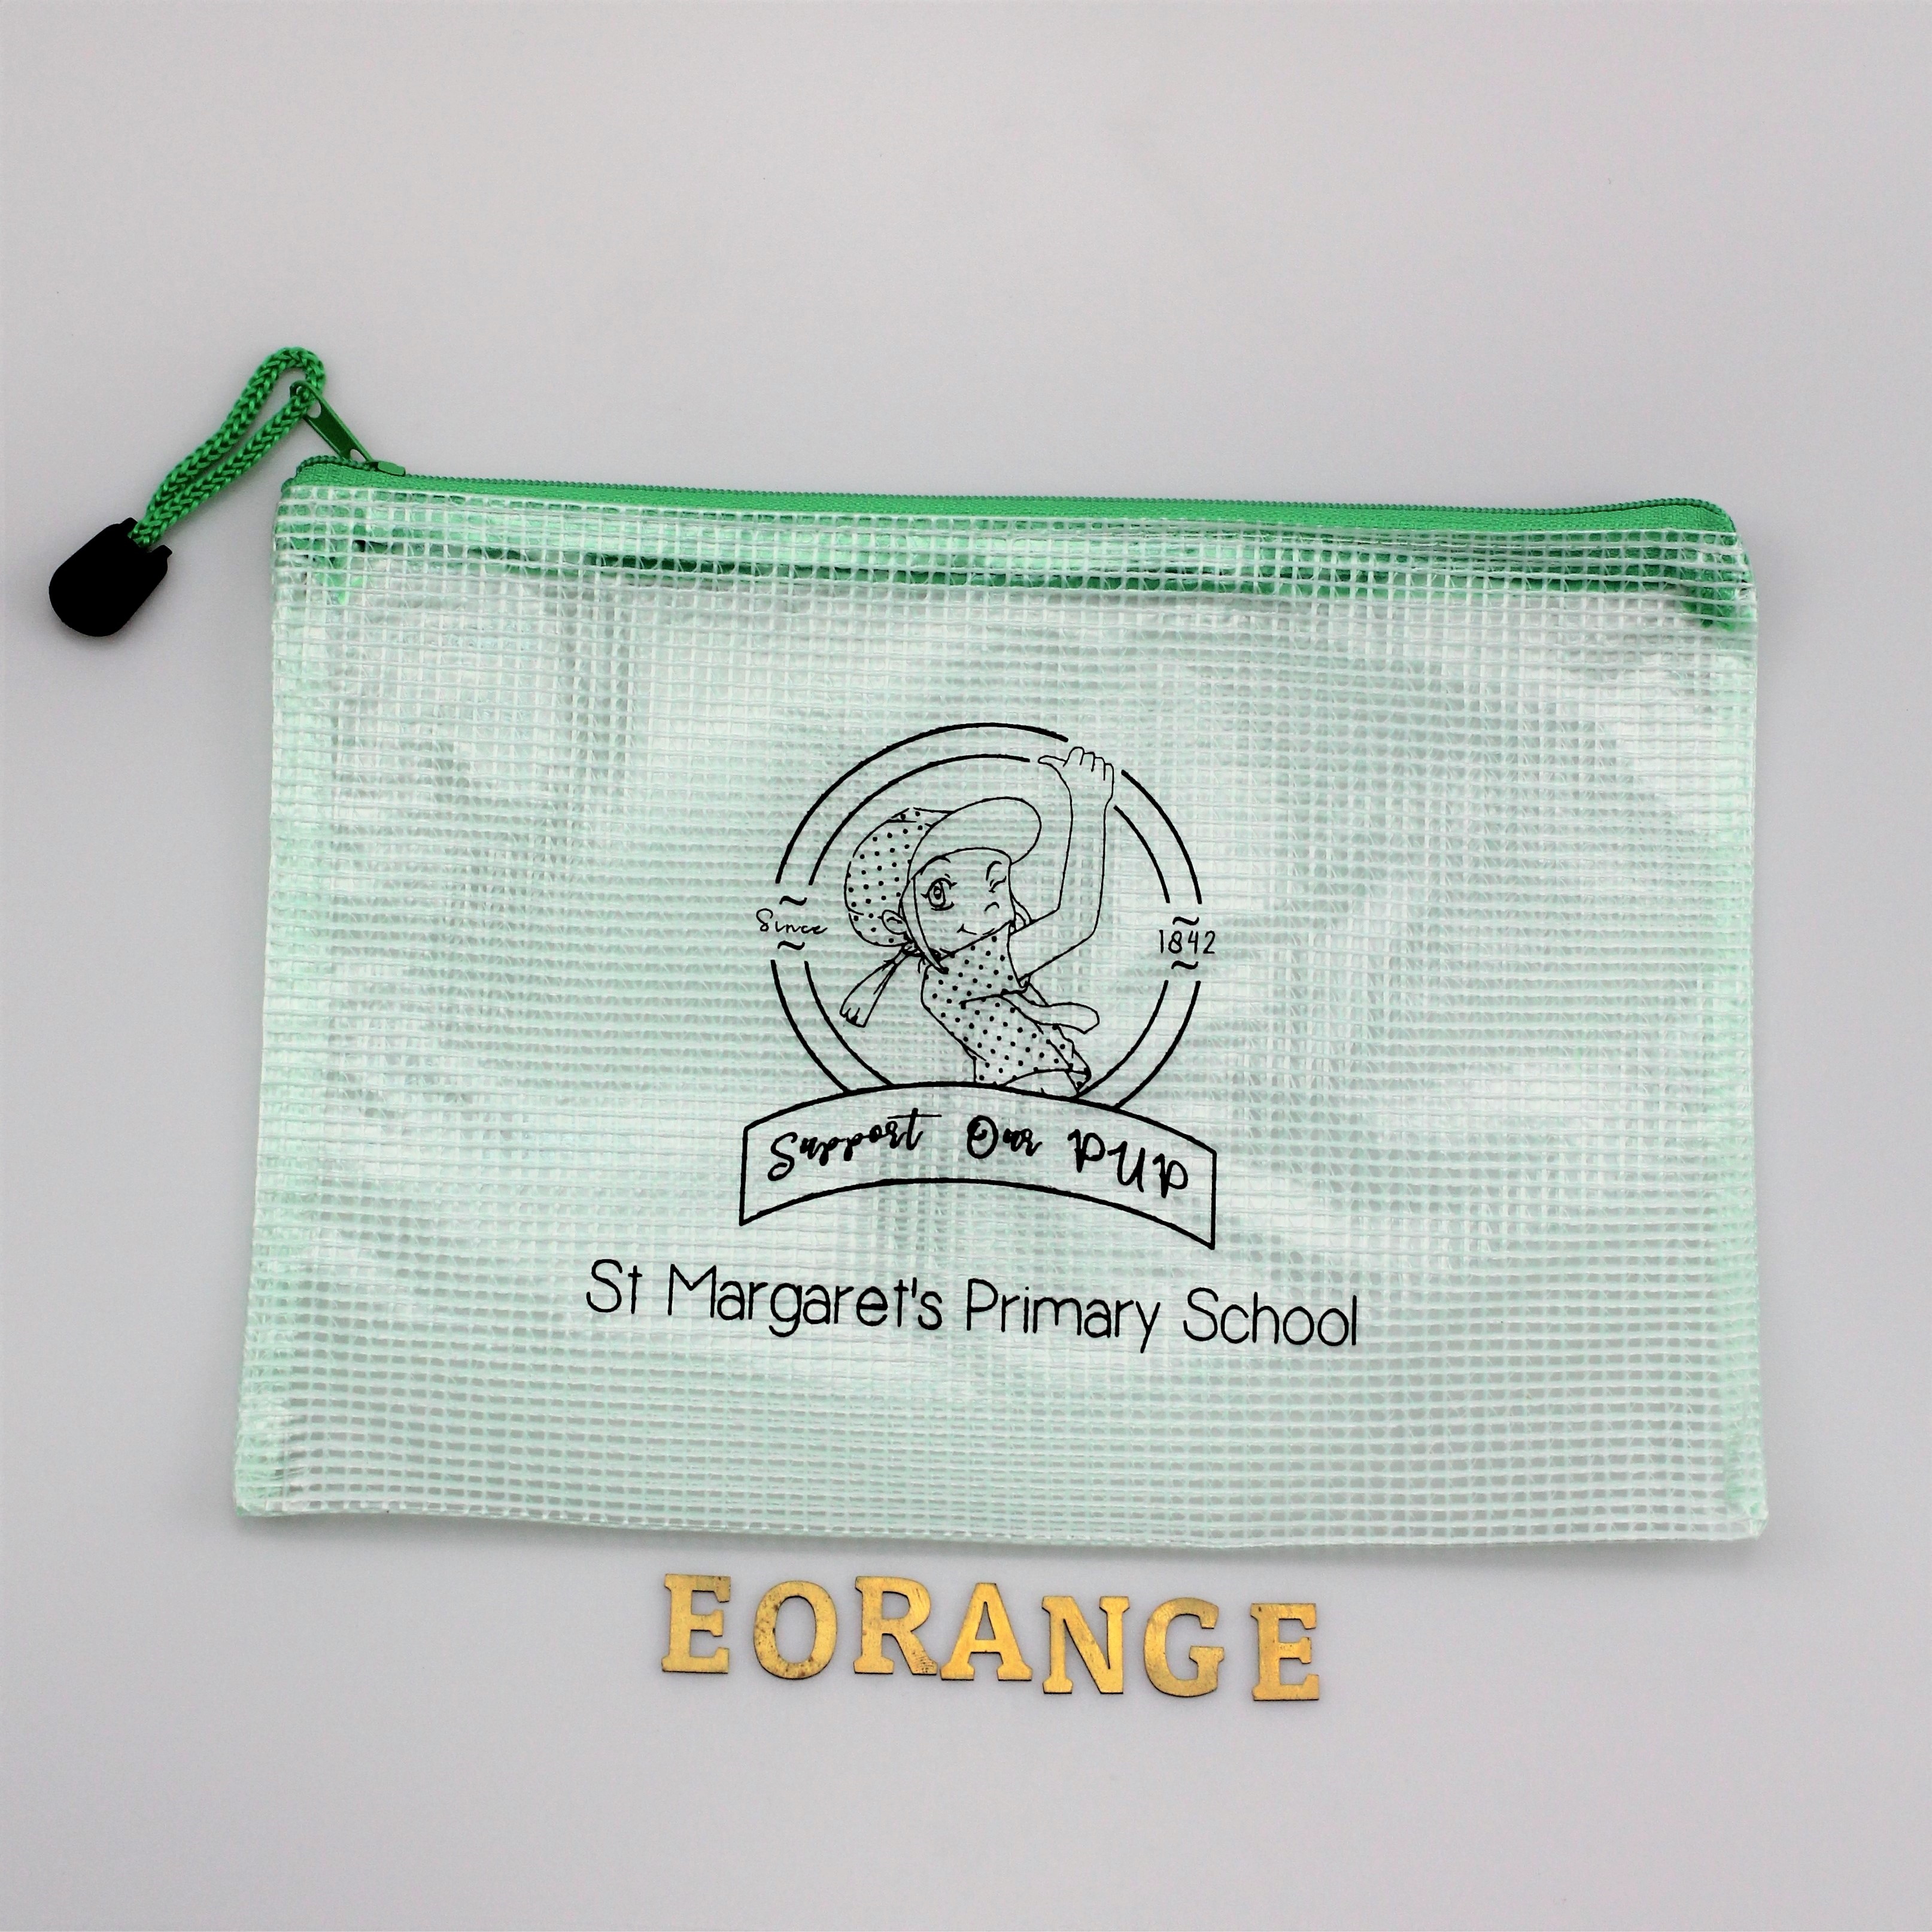 Since
1842
Support Our PUP
St Margaret's Primary School
EORANGE